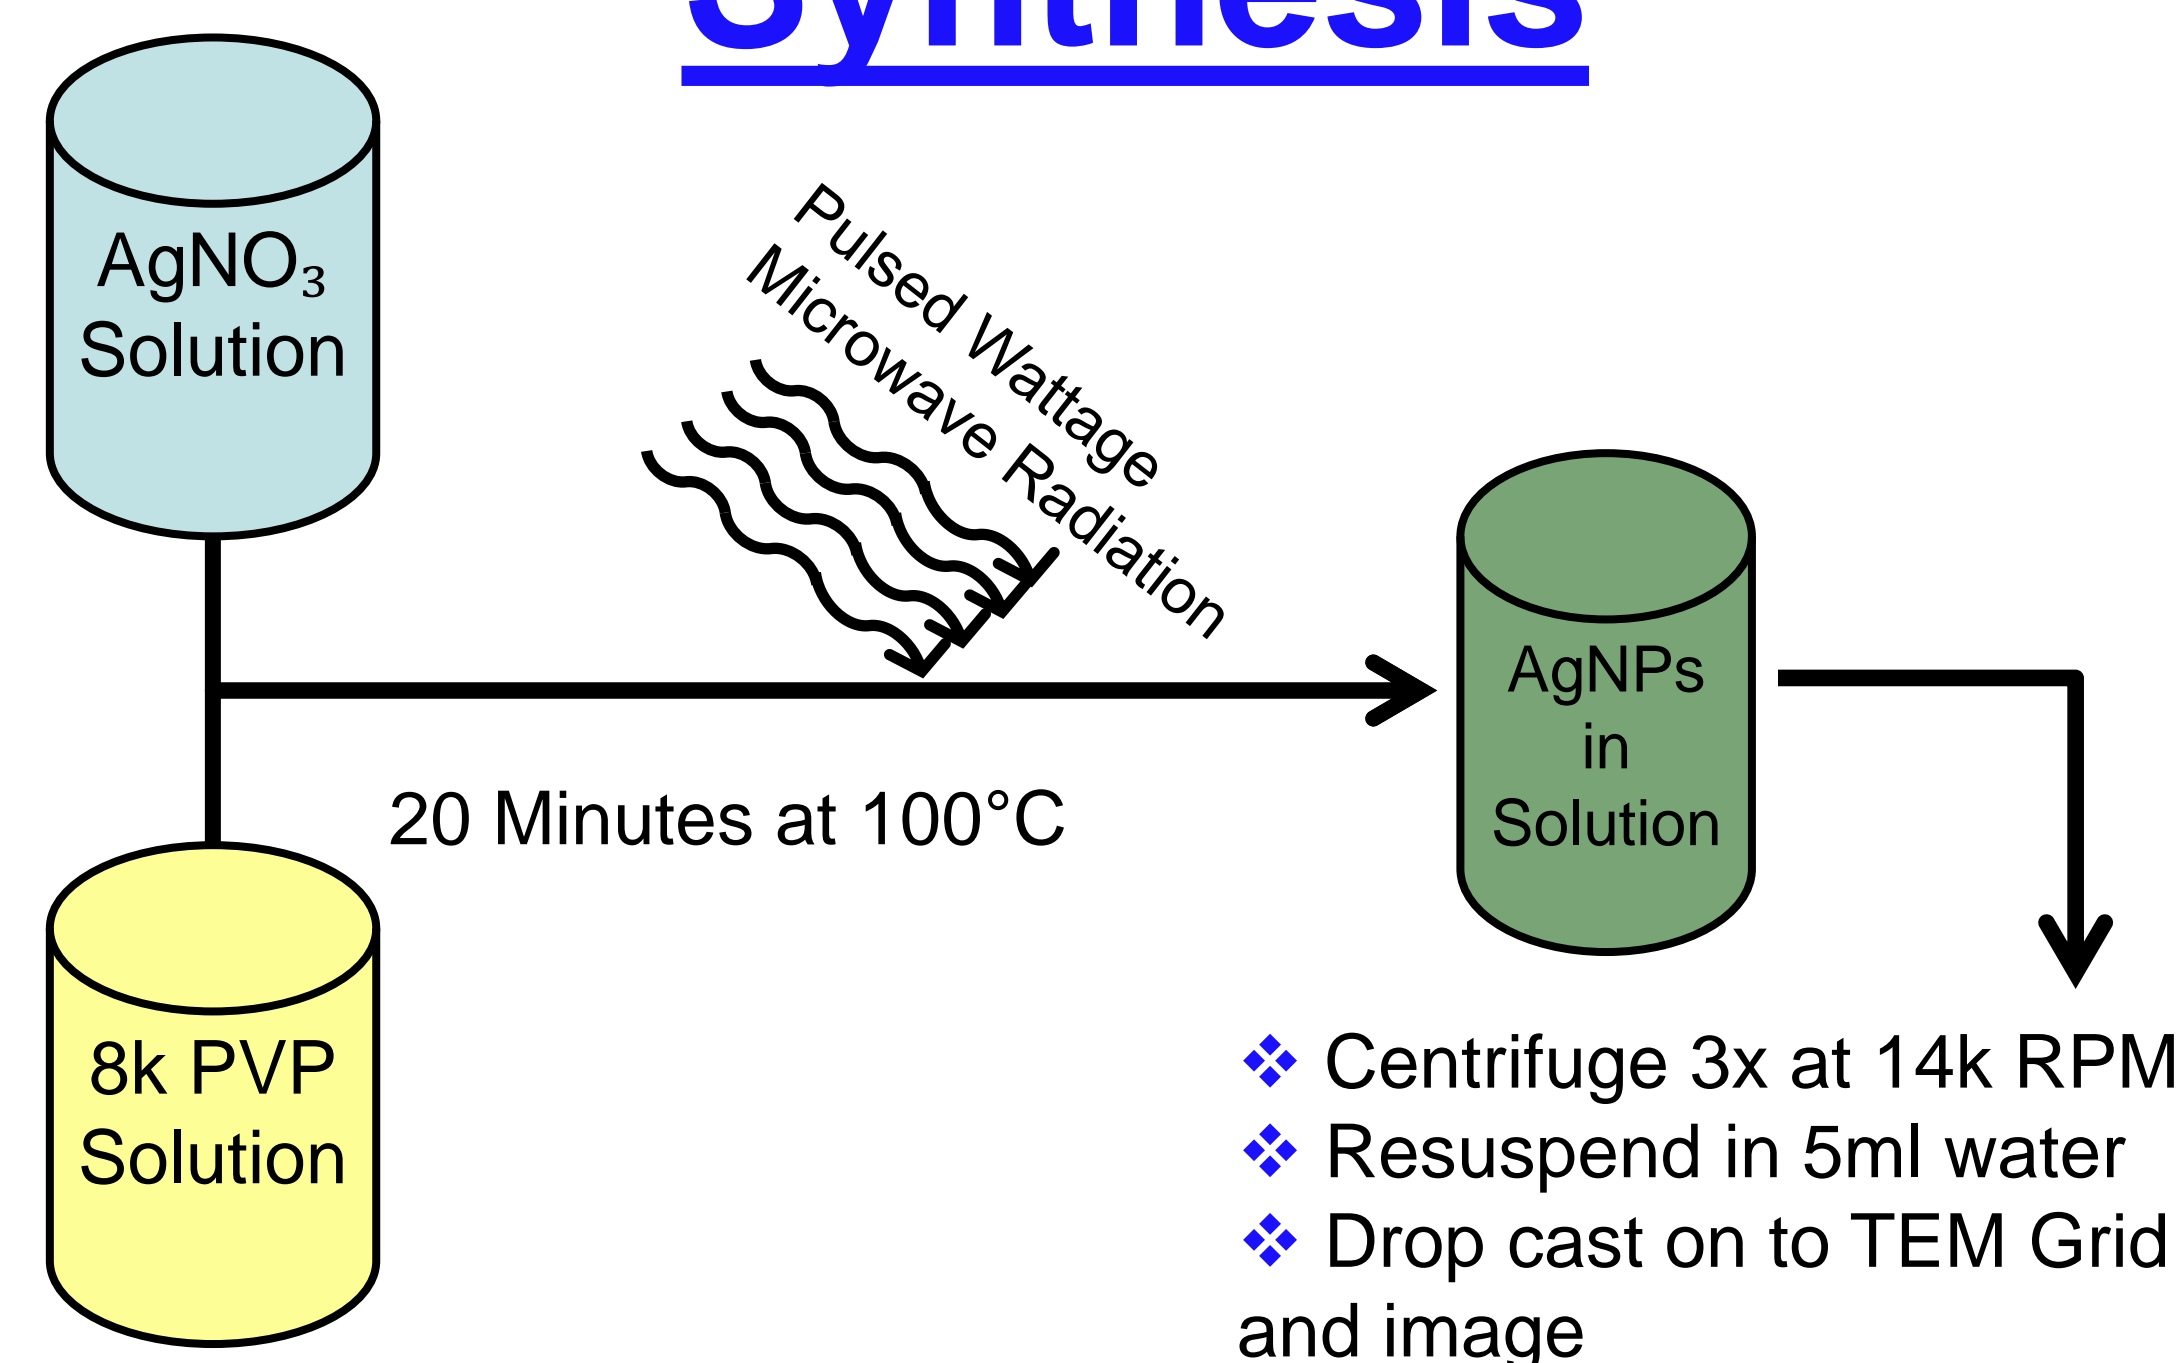 Synthesis
AgNO₃
Solution
Pulsed Wattage
Microwave Radiation
20 Minutes at 100°C
AgNPs
in
Solution
8k PVP
Solution
❖ Centrifuge 3x at 14k RPM
❖ Resuspend in 5ml water
❖ Drop cast on to TEM Grid
and image